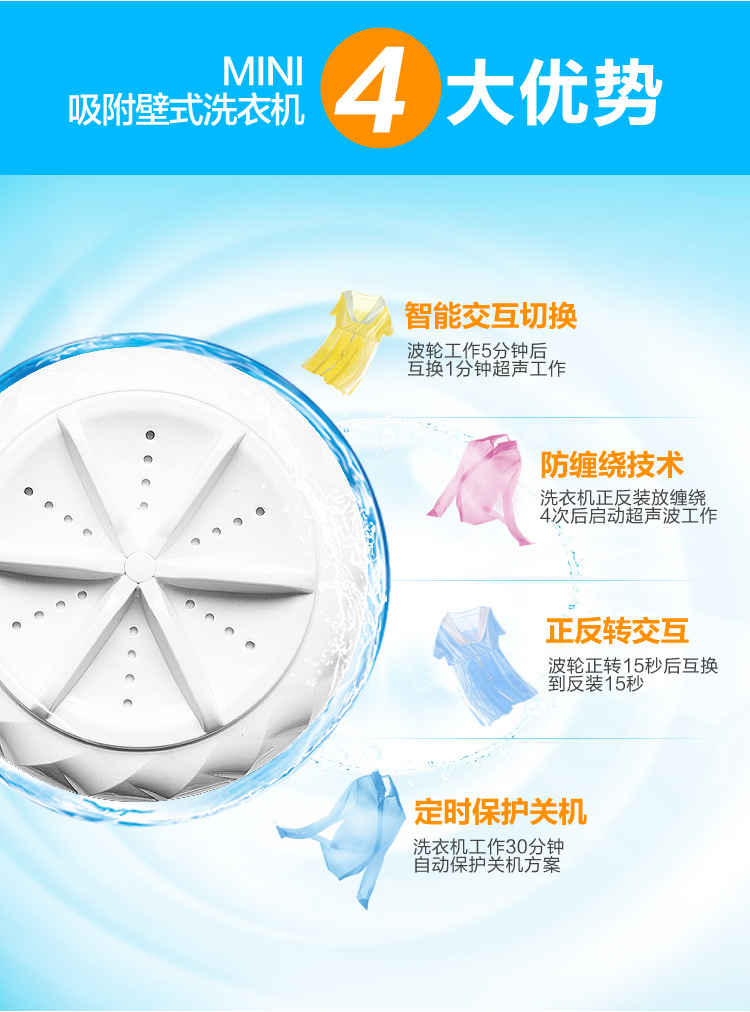 MINI
吸附壁式洗衣机
4大优势
智能交互切换
波轮工作5分钟后
互换1分钟超声工作
防缠绕技术
洗衣机正反装放缠绕
4次后启动超声波工作
正反转交互
波轮正转15秒后互换
到反装15秒
定时保护关机
洗衣机工作30分钟
自动保护关机方案